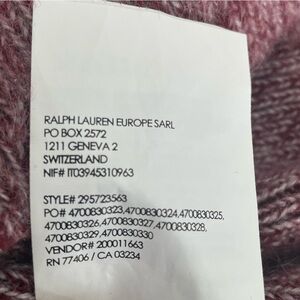 RALPH LAUREN EUROPE SARL
PO BOX 2572
1211 GENEVA 2
SWITZERLAND
NIF# IT03945310963
STYLE# 295723563
PO# 4700830323,4700830324,4700830325,
4700830326,4700830327,4700830328,
4700830329,4700830330
VENDOR# 200011663
RN 77406 / CA 03234